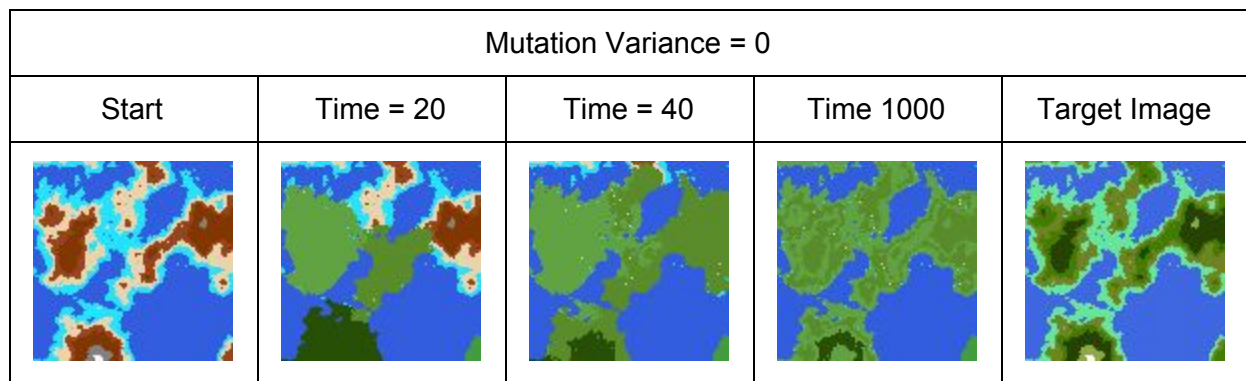 Mutation Variance = 0
Start
Time = 20
Time = 40
Time 1000
Target Image